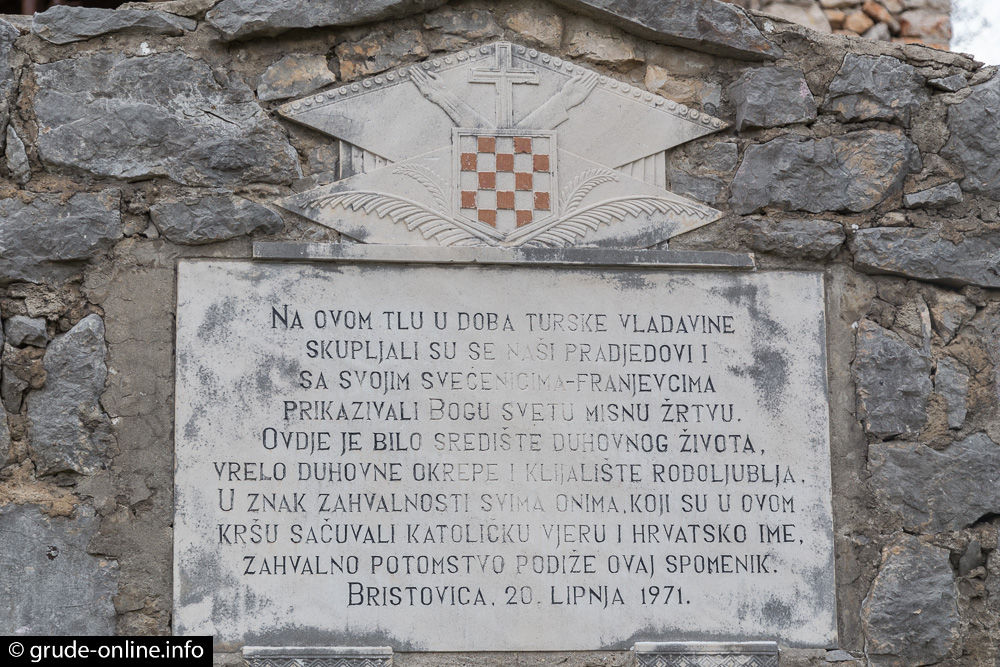 Na ovom tlu u doba turske vladavine
skupljali su se naši pradjedovi i
sa svojim svećenicima-franjevcima
prikazivali Bogu svetu misnu žrtvu.
Ovdje je bilo središte duhovnog života,
vrelo duhovne okrepe i klijalište rodoljublja.
U znak zahvalnosti svima onima, koji su u ovom
kršu sačuvali katoličku vjeru i hrvatsko ime,
zahvalno potomstvo podiže ovaj spomenik.
Bristovica, 20. lipnja 1971.
© grude-online.info